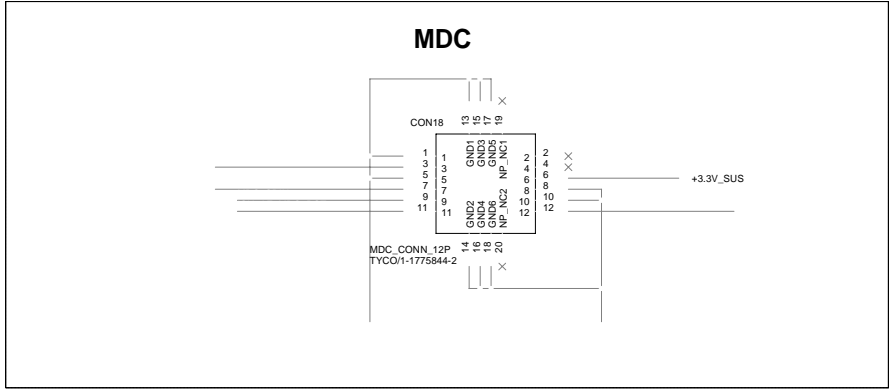 MDC
13 15 17 19
CON18
GND1 GND3 GND5 NP_NC1
1 1 2 2
3 3 4 4
5 5 6 6 +3.3V_SUS
7 7 8 8
9 9 10 10
11 11 12 12
GND2 GND4 GND6 NP_NC2
MDC_CONN_12P
TYCO/1-1775844-2
14 16 18 20